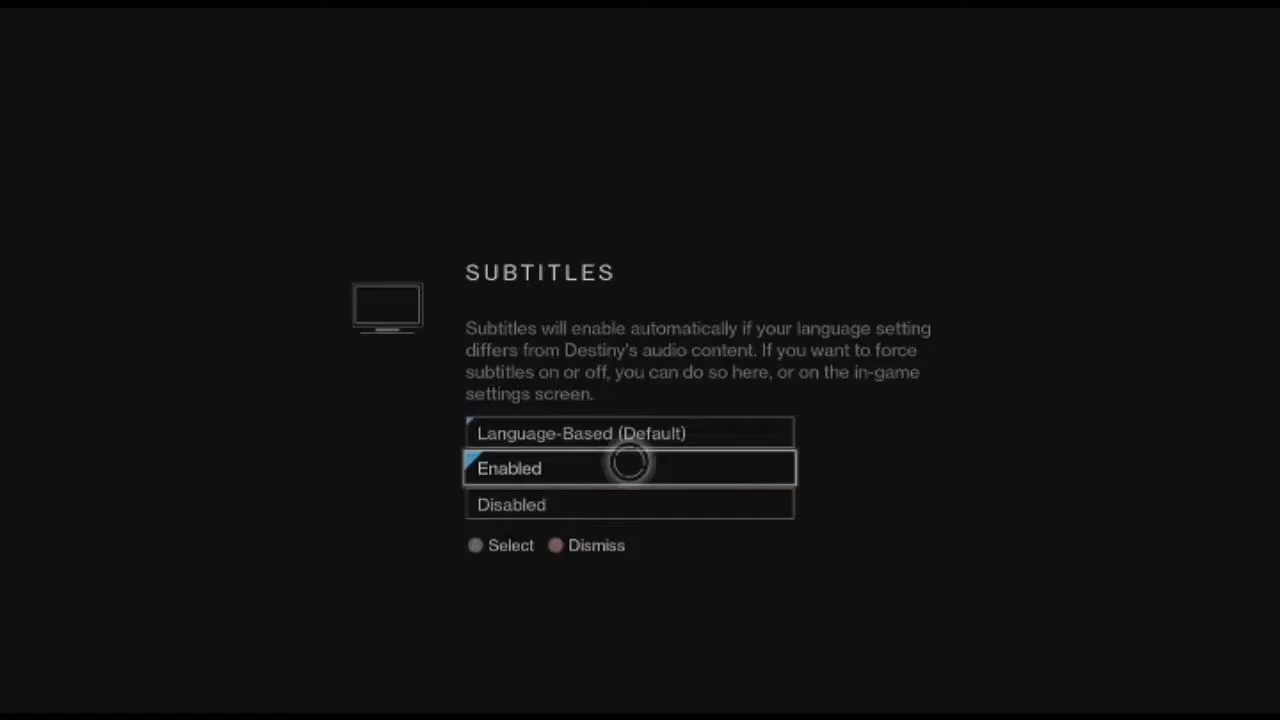 SUBTITLES
Subtitles will enable automatically if your language setting
differs from Destiny's audio content. If you want to force
subtitles on or off, you can do so here, or on the in-game
settings screen.
Language-Based (Default)
Enabled
Disabled
Select Dismiss